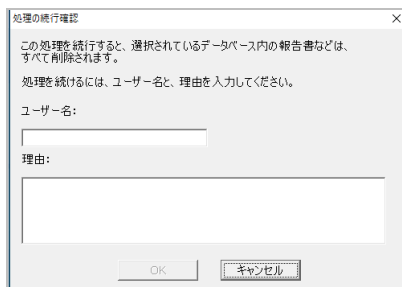 処理の続行確認
この処理を続行すると、選択されているデータベース内の報告書などは、
すべて削除されます。
処理を続けるには、ユーザー名と、理由を入力してください。
ユーザー名:
理由:
OK
キャンセル